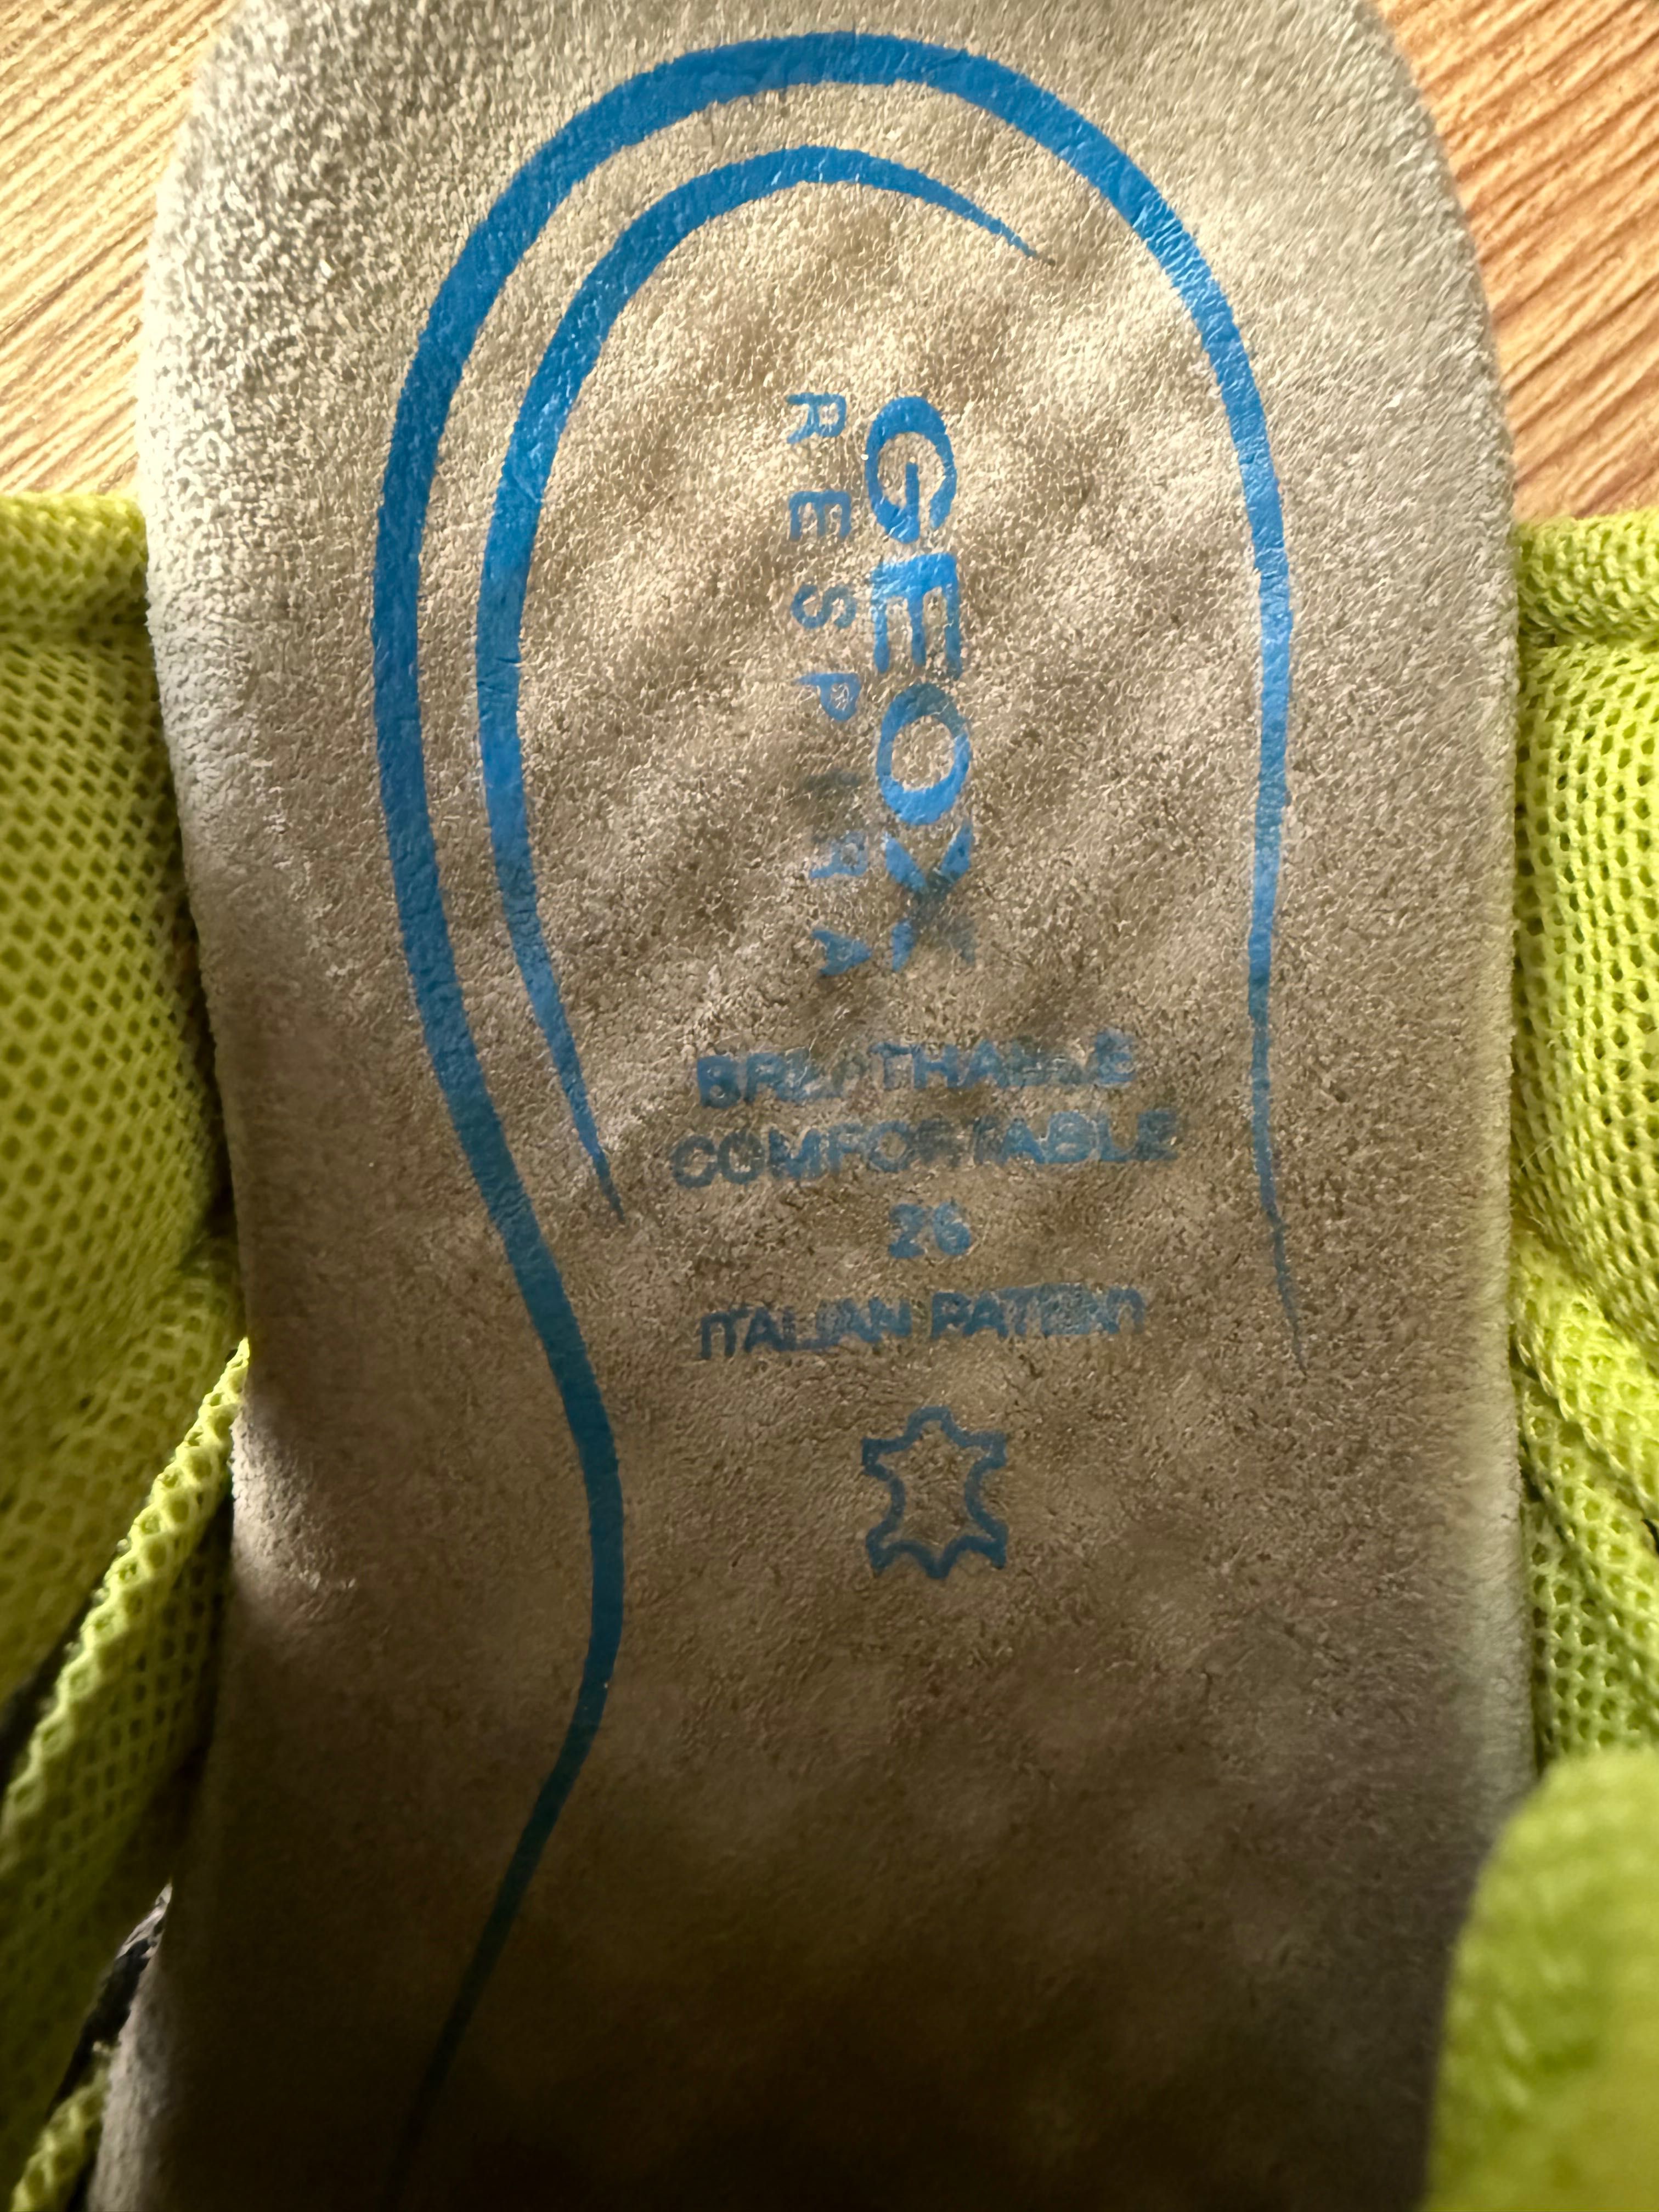 GEOX
RESPIRA
BREATHABLE
COMFORTABLE
26
ITALIAN PATENT